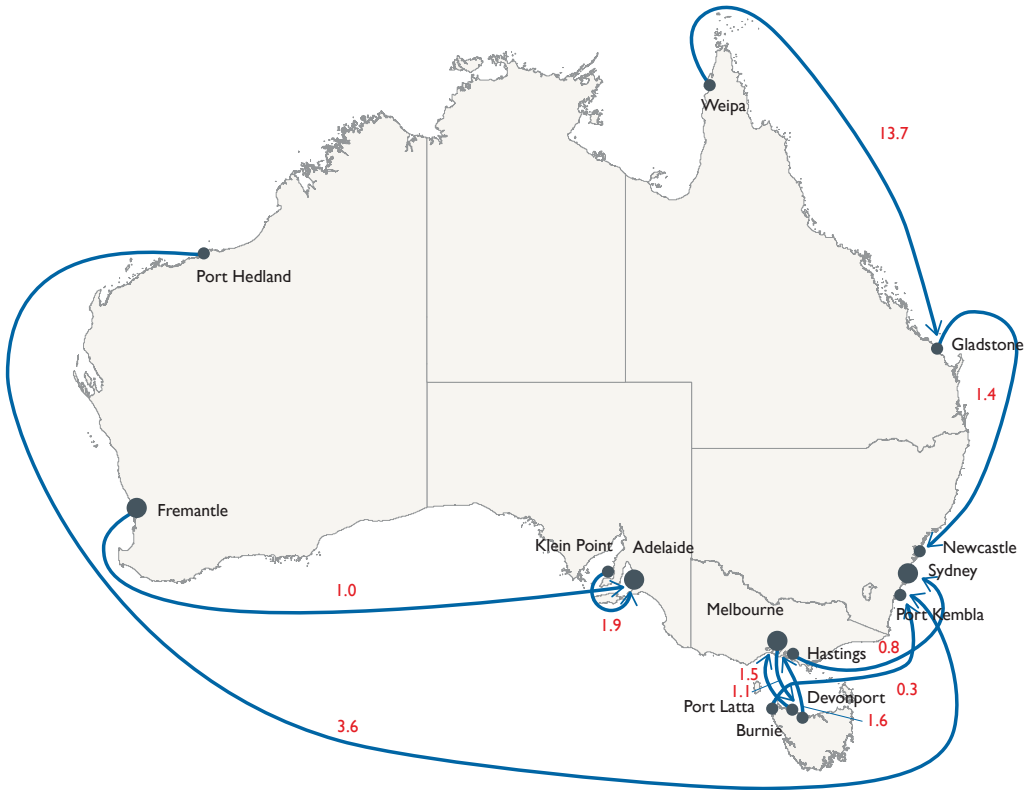 Weipa
13.7
Port Hedland
Gladstone
1.4
Fremantle
Klein Point
Adelaide
Newcastle
Sydney
1.0
Melbourne
Port Kembla
1.9
0.8
Hastings
1.5
1.1
0.3
Devonport
Port Latta
1.6
Burnie
3.6